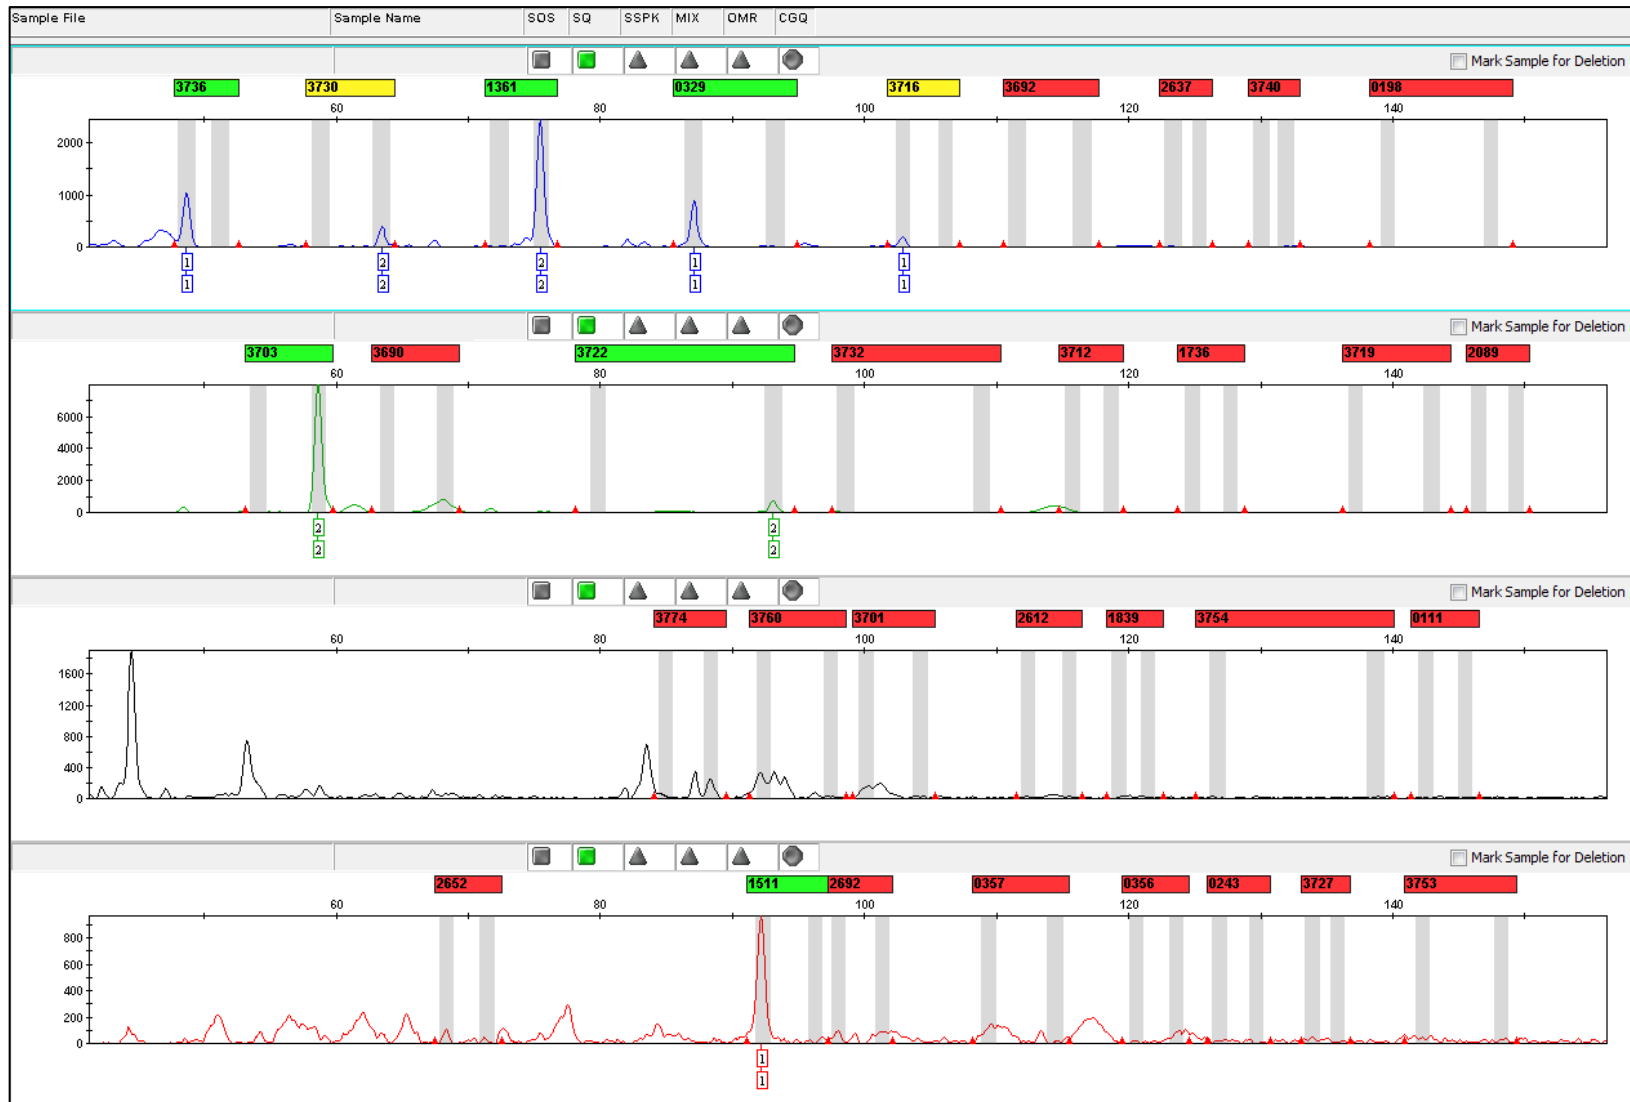 Sample File Sample Name SOS SQ SSPK MIX OMR CGQ
Mark Sample for Deletion
3736 3730 1361 0329 3716 3692 2637 3740 0198
60 80 100 120 140
2000
1000
0
1 2 2 1 1
1 2 2 1 1
Mark Sample for Deletion
3703 3690 3722 3732 3712 1736 3719 2089
60 80 100 120 140
6000
4000
2000
0
2 2
2 2
Mark Sample for Deletion
3774 3760 3701 2612 1839 3754 0111
60 80 100 120 140
1600
1200
800
400
0
Mark Sample for Deletion
2652 1511 2692 0357 0356 0243 3727 3753
60 80 100 120 140
800
600
400
200
0
1
1